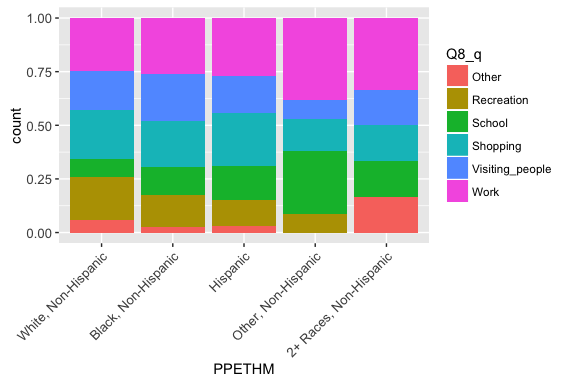 1.00
0.75
0.50
0.25
0.00
count
White, Non-Hispanic
Black, Non-Hispanic
Hispanic
Other, Non-Hispanic
2+ Races, Non-Hispanic
PPETHM
Q8_q
Other
Recreation
School
Shopping
Visiting_people
Work